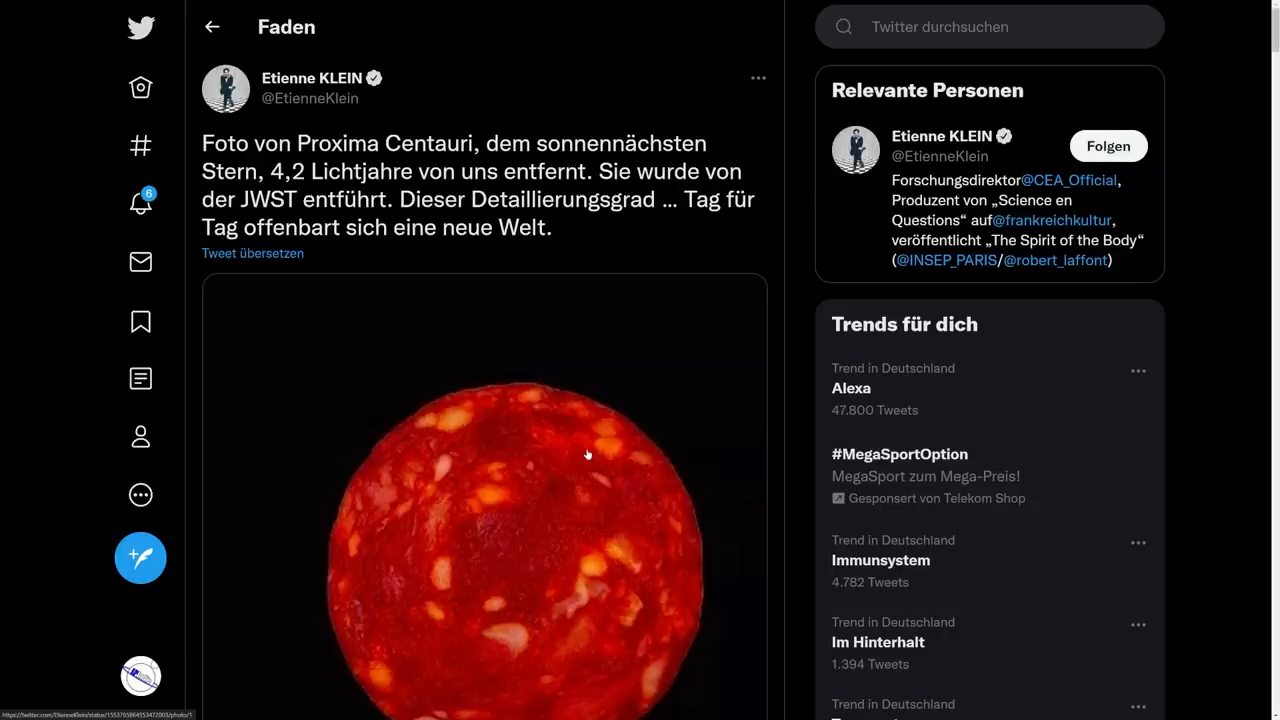 Faden
Twitter durchsuchen
Etienne KLEIN
@EtienneKlein
Foto von Proxima Centauri, dem sonnennächsten
Stern, 4,2 Lichtjahre von uns entfernt. Sie wurde von
der JWST entführt. Dieser Detaillierungsgrad ... Tag für
Tag offenbart sich eine neue Welt.
Tweet übersetzen
Relevante Personen
Etienne KLEIN
@EtienneKlein
Folgen
Forschungsdirektor@CEA_Official,
Produzent von „Science en
Questions“ auf@frankreichkultur,
veröffentlicht „The Spirit of the Body“
(@INSEP_PARIS/@robert_laffont)
Trends für dich
Trend in Deutschland
Alexa
47.800 Tweets
#MegaSportOption
MegaSport zum Mega-Preis!
Gesponsert von Telekom Shop
Trend in Deutschland
Immunsystem
4.782 Tweets
Trend in Deutschland
Im Hinterhalt
1.394 Tweets
Trend in Deutschland
6